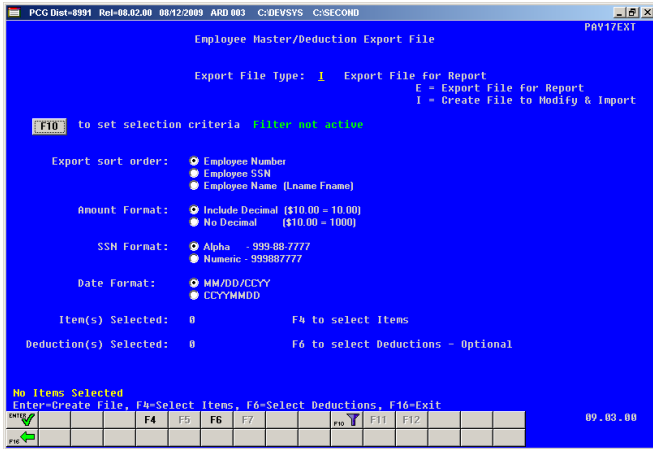 PCG Dist=8991 Rel=08.02.00 08/12/2009 ARD 003 C:\DEVSYS C:\SECOND
PAY17EXT
Employee Master/Deduction Export File
Export File Type: I Export File for Report
E = Export File for Report
I = Create File to Modify & Import
F10 to set selection criteria Filter not active
Export sort order: Employee Number
Employee SSN
Employee Name (Lname Fname)
Amount Format: Include Decimal ($10.00 = 10.00)
No Decimal ($10.00 = 1000)
SSN Format: Alpha - 999-88-7777
Numeric - 999887777
Date Format: MM/DD/CCYY
CCYYMMDD
Item(s) Selected: 0 F4 to select Items
Deduction(s) Selected: 0 F6 to select Deductions - Optional
No Items Selected
Enter=Create File, F4=Select Items, F6=Select Deductions, F16=Exit
ENTER F4 F5 F6 F7 F10 F11 F12 09.03.00
F16